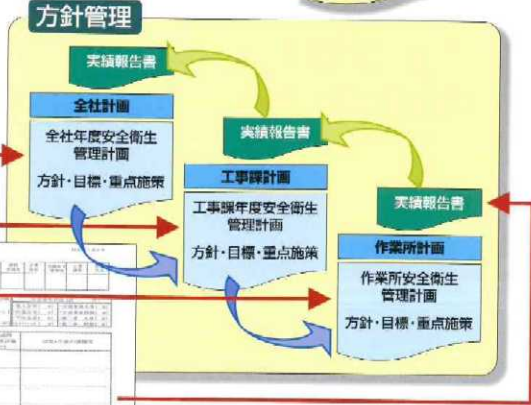 方針管理
実績報告書
全社計画
全社年度安全衛生
管理計画
方針・目標・重点施策
実績報告書
工事課計画
工事課年度安全衛生
管理計画
方針・目標・重点施策
実績報告書
作業所計画
作業所安全衛生
管理計画
方針・目標・重点施策